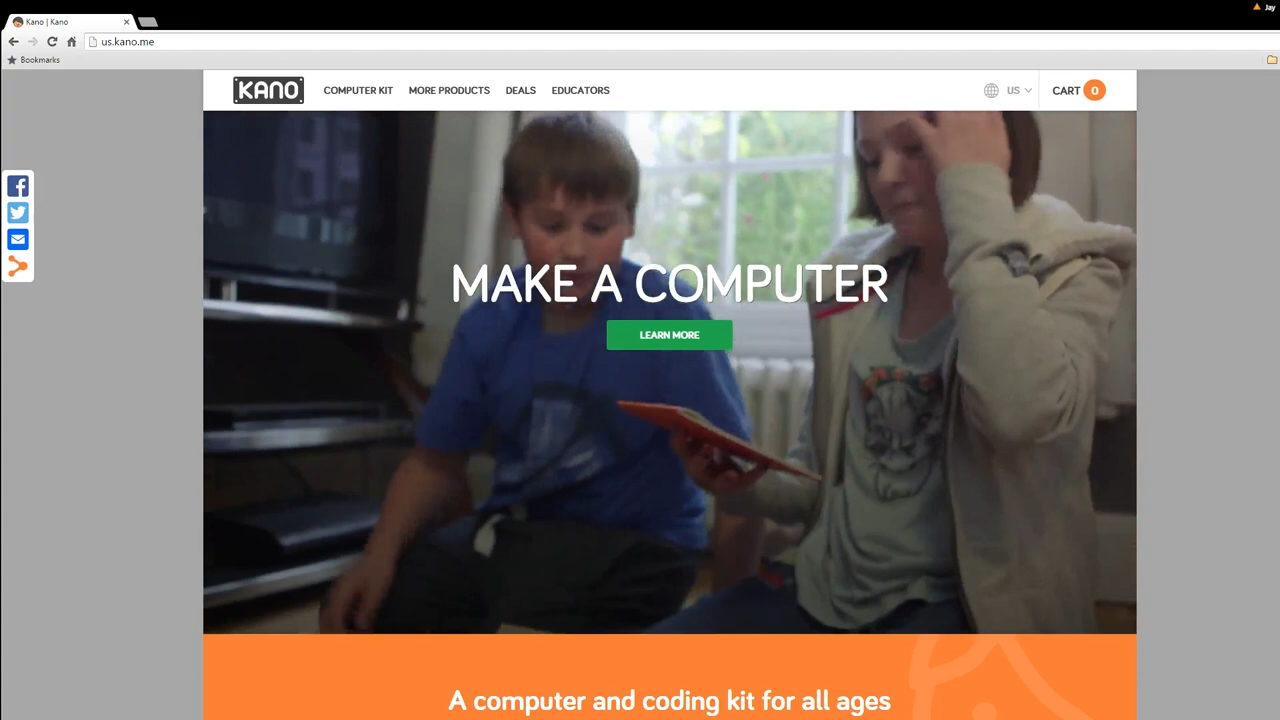 Kano | Kano
Jay
us.kano.me
Bookmarks
KANO COMPUTER KIT MORE PRODUCTS DEALS EDUCATORS US CART 0
MAKE A COMPUTER
LEARN MORE
A computer and coding kit for all ages